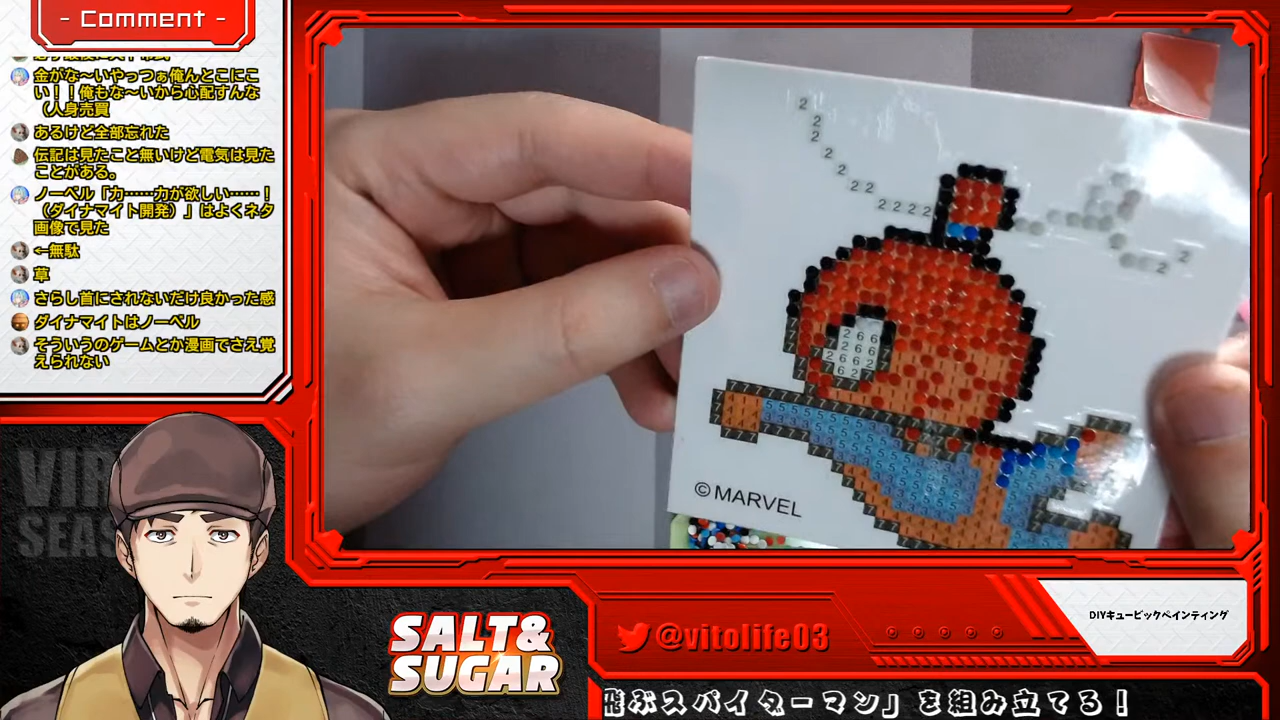 - Comment -
金がな～いやっつぁ俺んとこにこ
い！！俺もな～いから心配すんな
（人身売買
あるけど全部忘れた
伝記は見たこと無いけど電気は見た
ことがある。
ノーベル「力……力が欲しい……！
（ダイナマイト開発）」はよくネタ
画像で見た
←無駄
草
さらし首にされないだけ良かった感
ダイナマイトはノーベル
そういうのゲームとか漫画でさえ覚
えられない
©MARVEL
SALT&
SUGAR
@vitolife03
DIYキュービックペインティング
飛ぶスパイダーマン」を組み立てる！